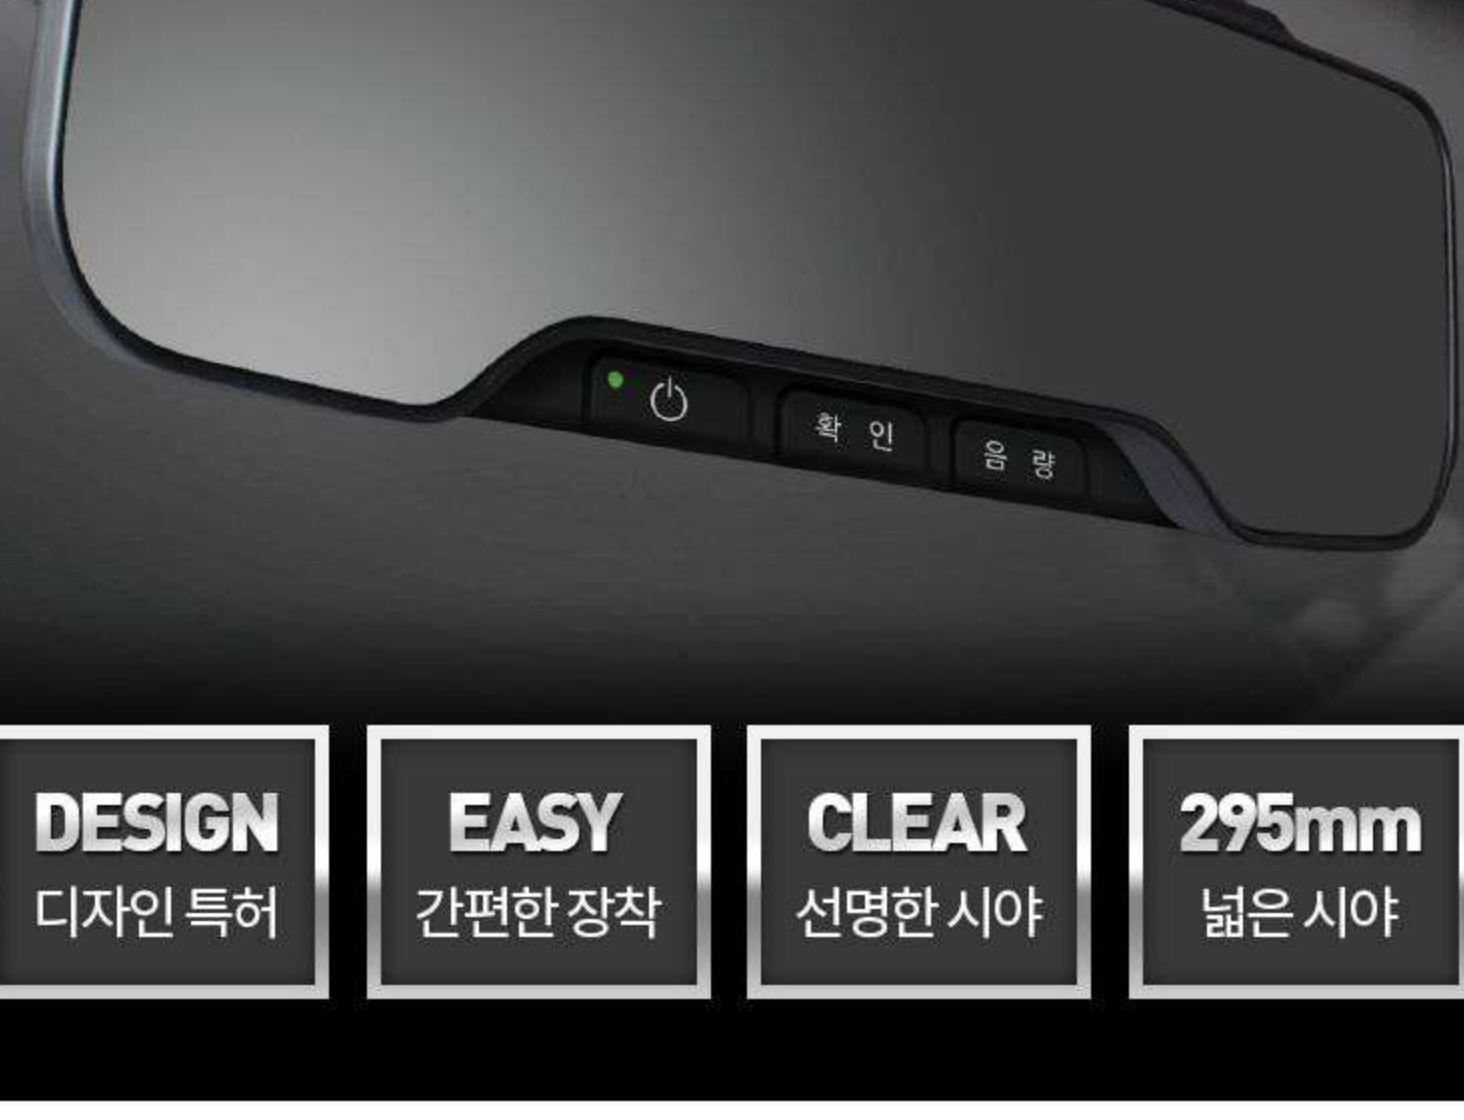 확 인
음 량
DESIGN
디자인 특허
EASY
간편한 장착
CLEAR
선명한 시야
295mm
넓은 시야